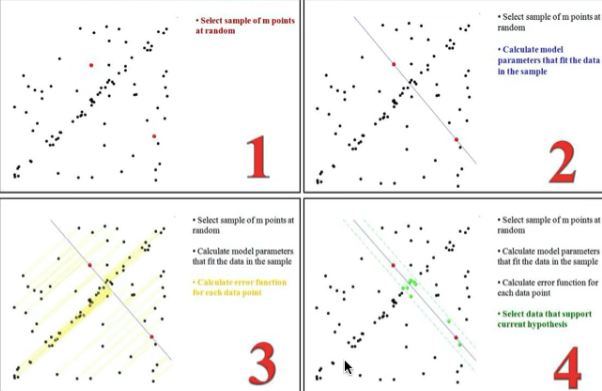 • Select sample of m points
at random
1
• Select sample of m points at
random
• Calculate model
parameters that fit the data
in the sample
2
• Select sample of m points at
random
• Calculate model parameters
that fit the data in the sample
• Calculate error function
for each data point
3
• Select sample of m points at
random
• Calculate model parameters
that fit the data in the sample
• Calculate error function for
each data point
• Select data that support
current hypothesis
4